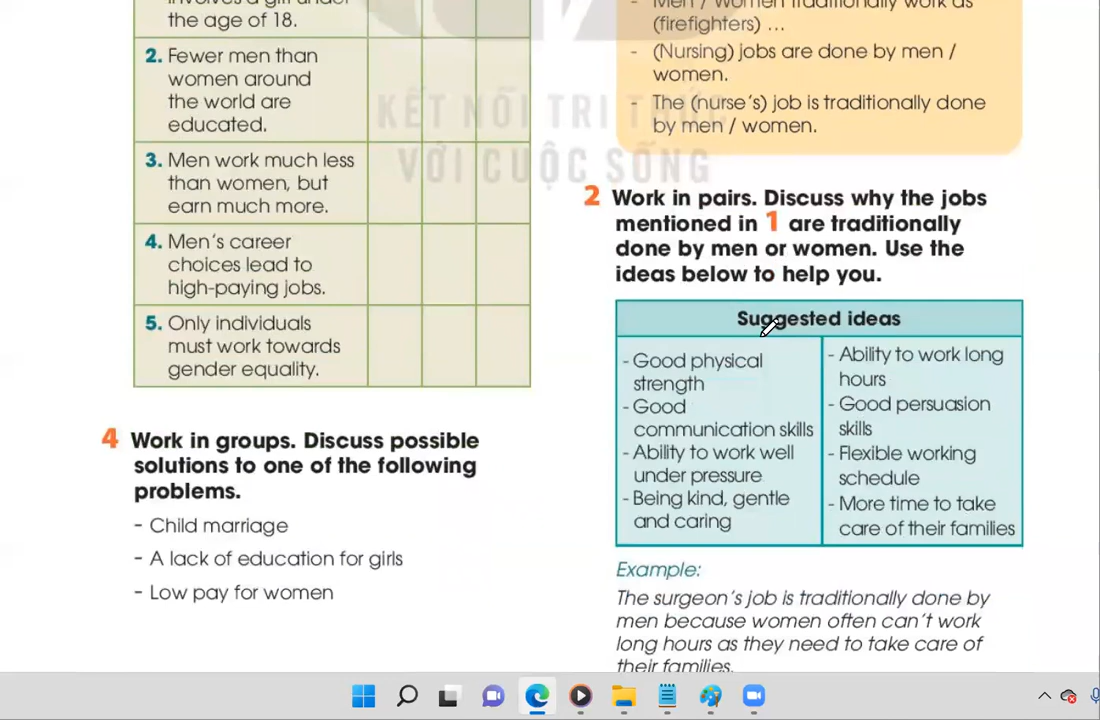 the age of 18.
2. Fewer men than
women around
the world are
educated.
3. Men work much less
than women, but
earn much more.
4. Men's career
choices lead to
high-paying jobs.
5. Only individuals
must work towards
gender equality.
4 Work in groups. Discuss possible
solutions to one of the following
problems.
- Child marriage
- A lack of education for girls
- Low pay for women
KẾT NỐI TRI THỨC
VỚI CUỘC SỐNG
(firefighters) ...
- (Nursing) jobs are done by men /
women.
- The (nurse's) job is traditionally done
by men / women.
2 Work in pairs. Discuss why the jobs
mentioned in 1 are traditionally
done by men or women. Use the
ideas below to help you.
Suggested ideas
- Good physical
strength
- Good
communication skills
- Ability to work well
under pressure
- Being kind, gentle
and caring
- Ability to work long
hours
- Good persuasion
skills
- Flexible working
schedule
- More time to take
care of their families
Example:
The surgeon's job is traditionally done by
men because women often can't work
long hours as they need to take care of
their families.